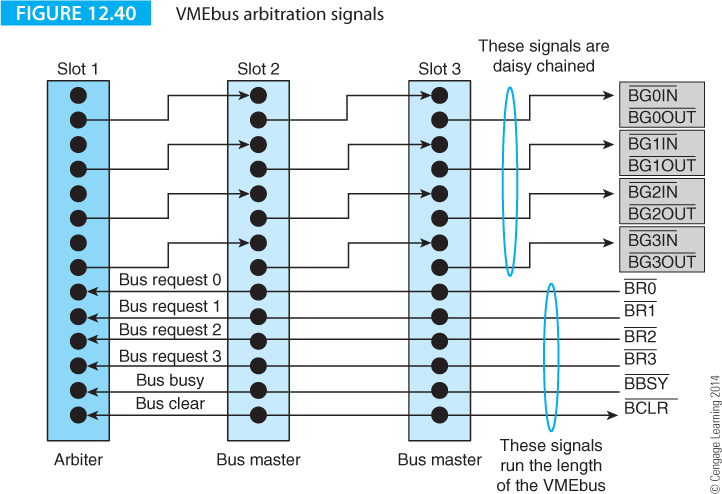 FIGURE 12.40 VMEbus arbitration signals
These signals are
daisy chained
Slot 1
Slot 2
Slot 3
BG0IN
BG0OUT
BG1IN
BG1OUT
BG2IN
BG2OUT
BG3IN
BG3OUT
Bus request 0
BR0
Bus request 1
BR1
Bus request 2
BR2
Bus request 3
BR3
Bus busy
BBSY
Bus clear
BCLR
Arbiter
Bus master
Bus master
These signals
run the length
of the VMEbus
© Cengage Learning 2014